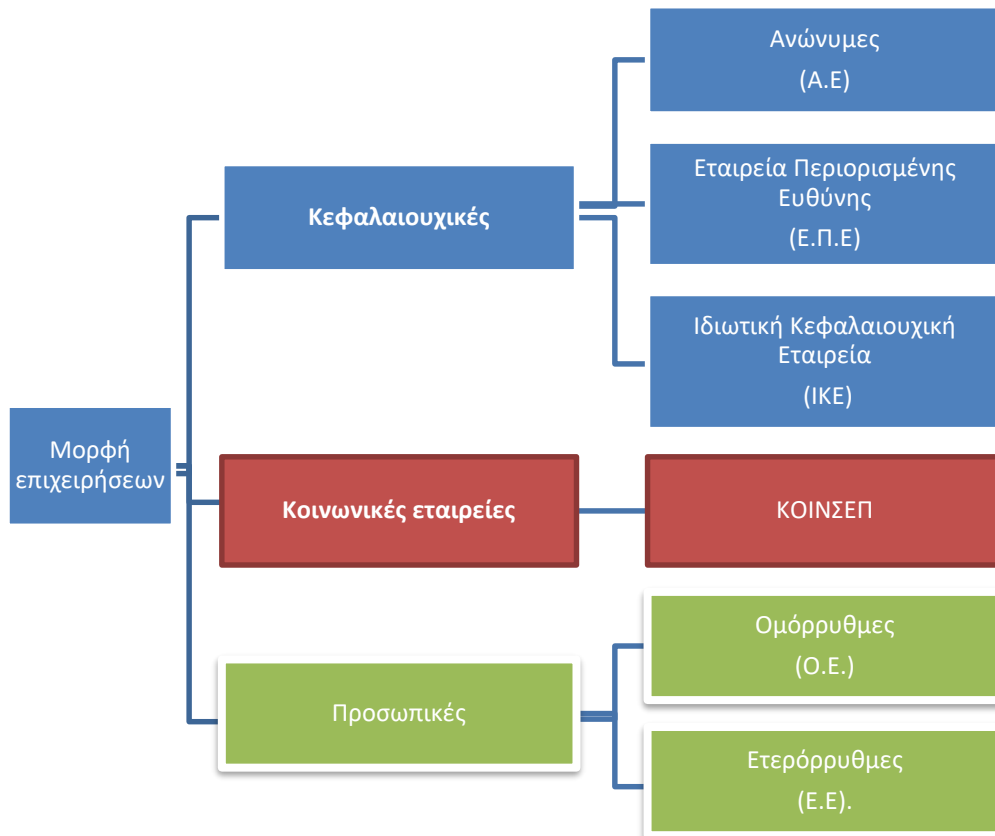 Μορφή
επιχειρήσεων
Κεφαλαιουχικές
Ανώνυμες
(Α.Ε)
Εταιρεία Περιορισμένης
Ευθύνης
(Ε.Π.Ε)
Ιδιωτική Κεφαλαιουχική
Εταιρεία
(ΙΚΕ)
Κοινωνικές εταιρείες
ΚΟΙΝΣΕΠ
Προσωπικές
Ομόρρυθμες
(Ο.Ε.)
Ετερόρρυθμες
(Ε.Ε).